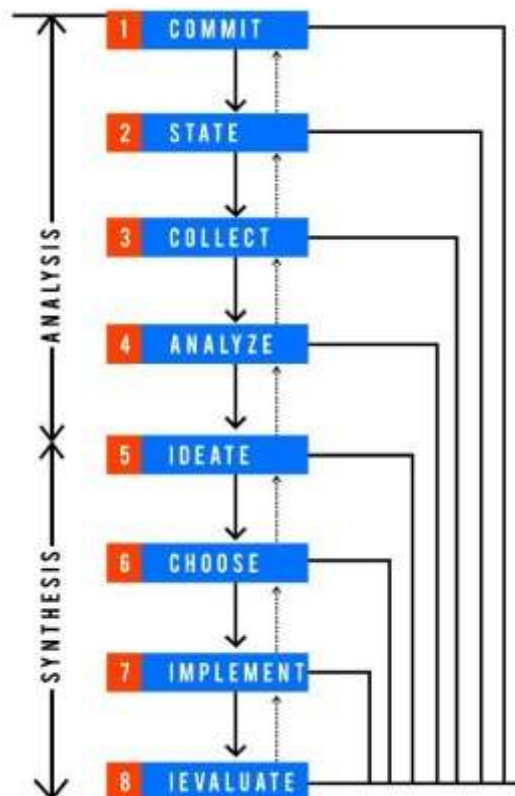 1 COMMIT
2 STATE
3 COLLECT
4 ANALYZE
5 IDEATE
6 CHOOSE
7 IMPLEMENT
8 IEVALUATE
ANALYSIS
SYNTHESIS